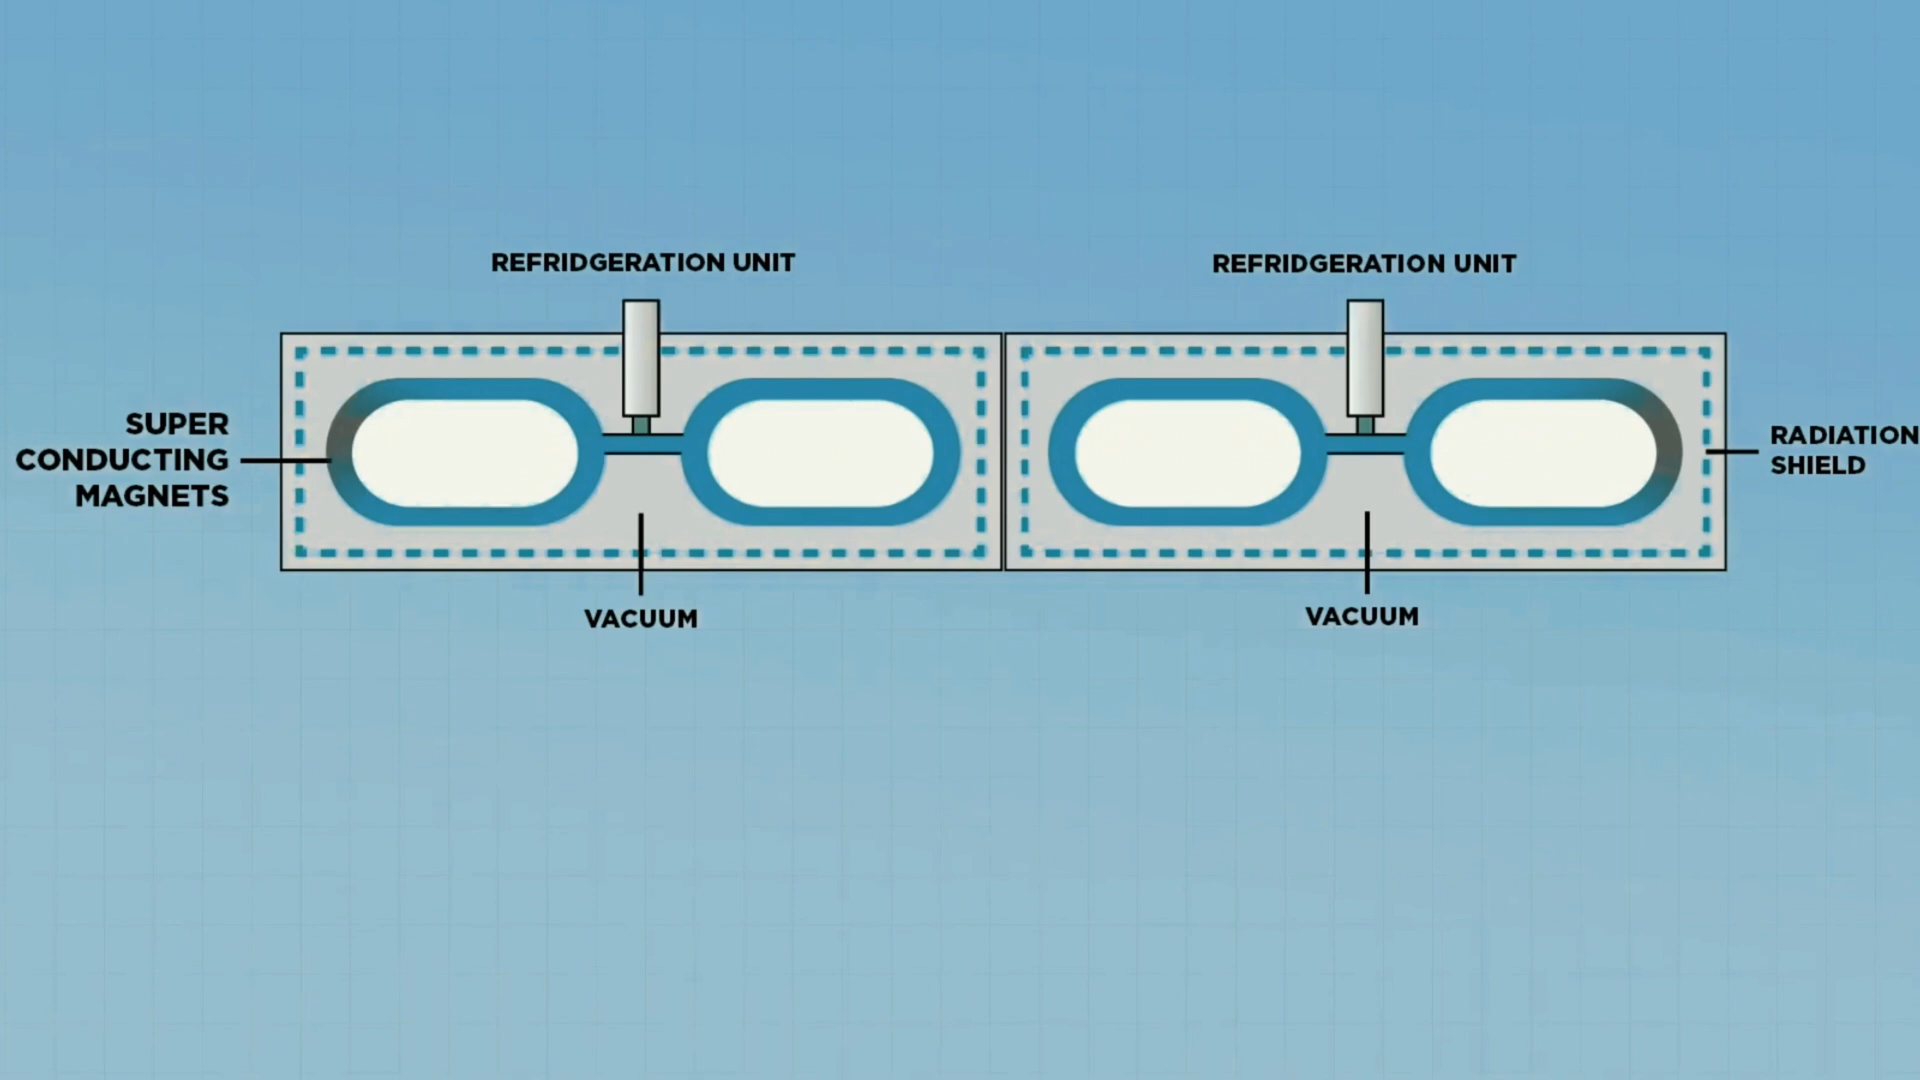 REFRIDGERATION UNIT
REFRIDGERATION UNIT
SUPER
CONDUCTING
MAGNETS
RADIATION
SHIELD
VACUUM
VACUUM